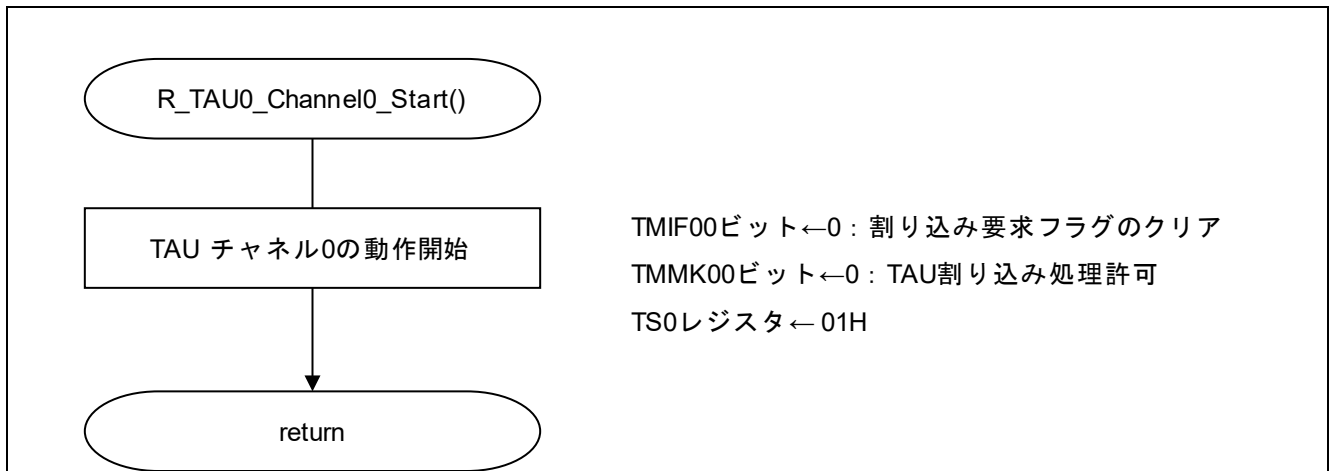 R_TAU0_Channel0_Start()
TAU チャネル0の動作開始
TMIF00ビット←0：割り込み要求フラグのクリア
TMMK00ビット←0：TAU割り込み処理許可
TS0レジスタ← 01H
return